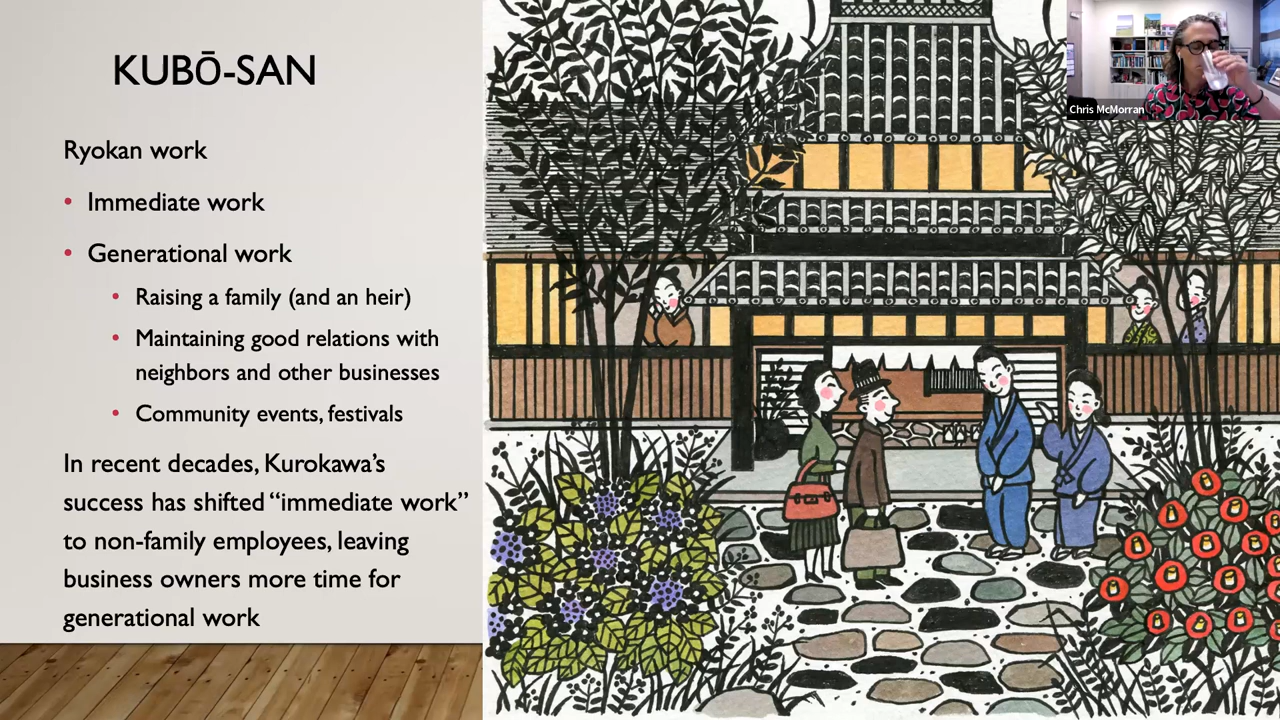 KUBŌ-SAN
Ryokan work
• Immediate work
• Generational work
• Raising a family (and an heir)
• Maintaining good relations with
neighbors and other businesses
• Community events, festivals
In recent decades, Kurokawa’s
success has shifted “immediate work”
to non-family employees, leaving
business owners more time for
generational work
Chris McMorran